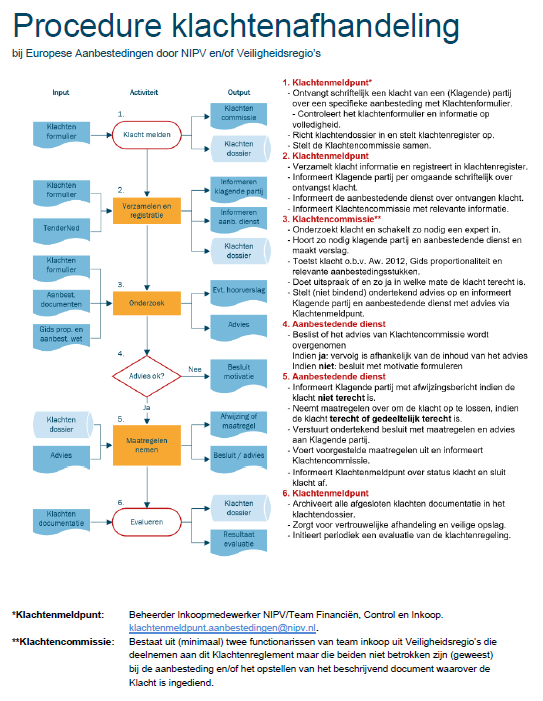 Procedure klachtenafhandeling
bij Europese Aanbestedingen door NIPV en/of Veiligheidsregio's
Input
Activiteit
Output
1.
Klachten
formulier
Klacht melden
Klachten
commissie
Klachten
dossier
2.
Klachten
formulier
TenderNed
Verzamelen en
registratie
Informeren
klagende partij
Informeren
aanb. dienst
Klachten
dossier
3.
Klachten
formulier
Aanbest.
documenten
Gids prop. en
aanbest. wet
Onderzoek
Evt. hoorverslag
Advies
4.
Advies ok?
Nee
Besluit
motivatie
Ja
5.
Klachten
dossier
Advies
Maatregelen
nemen
Afwijzing of
maatregel
Besluit / advies
6.
Klachten
documentatie
Evalueren
Klachten
dossier
Resultaat
evaluatie
1. Klachtenmeldpunt*
- Ontvangt schriftelijk een klacht van een (Klagende) partij
over een specifieke aanbesteding met Klachtenformulier.
- Controleert het klachtenformulier en informatie op
volledigheid.
- Richt klachtendossier in en stelt klachtenregister op.
- Stelt de Klachtencommissie samen.
2. Klachtenmeldpunt
- Verzamelt klacht informatie en registreert in klachtenregister.
- Informeert Klagende partij per omgaande schriftelijk over
ontvangst klacht.
- Informeert de aanbestedende dienst over ontvangen klacht.
- Informeert Klachtencommissie met relevante informatie.
3. Klachtencommissie**
- Onderzoekt klacht en schakelt zo nodig een expert in.
- Hoort zo nodig klagende partij en aanbestedende dienst en
maakt verslag.
- Toetst klacht o.b.v. Aw. 2012, Gids proportionaliteit en
relevante aanbestedingsstukken.
- Doet uitspraak of en zo ja in welke mate de klacht terecht is.
- Stelt (niet bindend) ondertekend advies op en informeert
Klagende partij en aanbestedende dienst met advies via
Klachtenmeldpunt.
4. Aanbestedende dienst
- Beslist of het advies van Klachtencommissie wordt
overgenomen
Indien ja: vervolg is afhankelijk van de inhoud van het advies
Indien niet: besluit met motivatie formuleren
5. Aanbestedende dienst
- Informeert Klagende partij met afwijzingsbericht indien de
klacht niet terecht is.
- Neemt maatregelen over om de klacht op te lossen, indien
de klacht terecht of gedeeltelijk terecht is.
- Verstuurt ondertekend besluit met maatregelen en advies
aan Klagende partij.
- Voert voorgestelde maatregelen uit en informeert
Klachtencommissie.
- Informeert Klachtenmeldpunt over status klacht en sluit
klacht af.
6. Klachtenmeldpunt
- Archiveert alle afgesloten klachten documentatie in het
klachtendossier.
- Zorgt voor vertrouwelijke afhandeling en veilige opslag.
- Initieert periodiek een evaluatie van de klachtenregeling.
*Klachtenmeldpunt: Beheerder Inkoopmedewerker NIPV/Team Financiën, Control en Inkoop.
klachtenmeldpunt.aanbestedingen@nipv.nl.
**Klachtencommissie: Bestaat uit (minimaal) twee functionarissen van team inkoop uit Veiligheidsregio's die
deelnemen aan dit Klachtenreglement maar die beiden niet betrokken zijn (geweest)
bij de aanbesteding en/of het opstellen van het beschrijvend document waarover de
Klacht is ingediend.